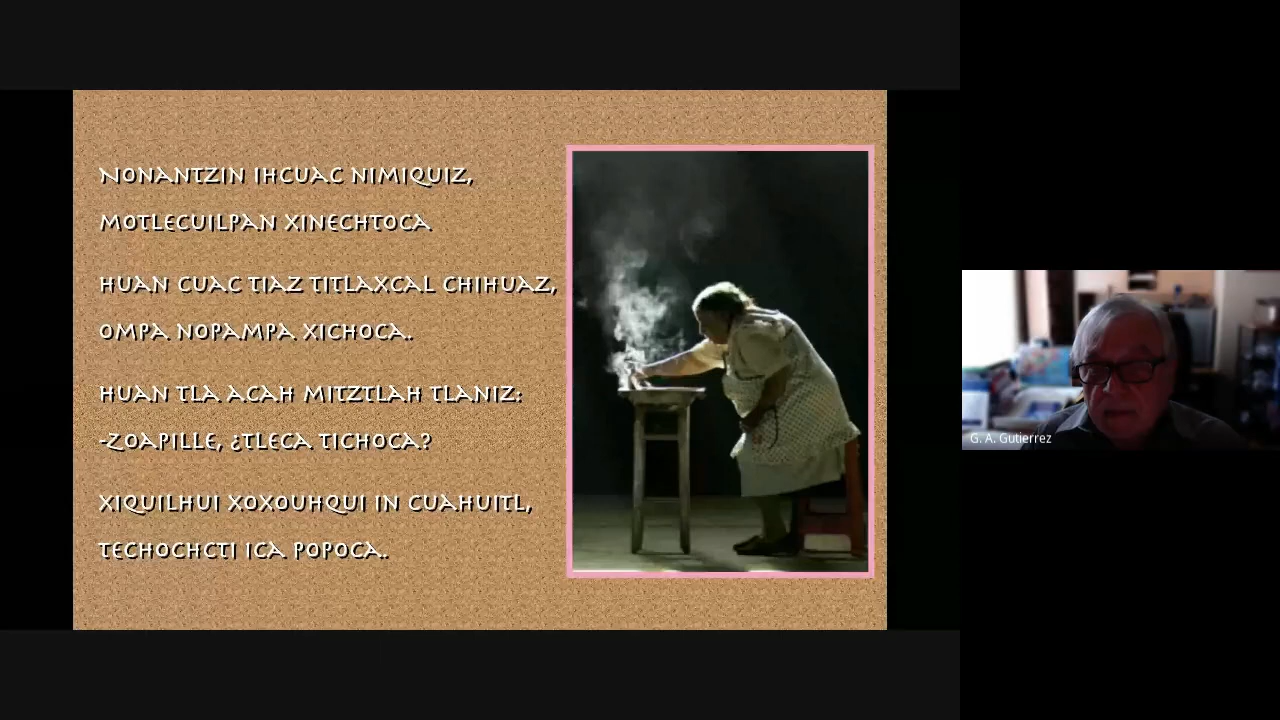 Nonantzin ihcuac nimiquiz,
motlecuilpan xinechtoca
huan cuac tiaz titlaxcal chihuaz,
ompa nopampa xichoca.
huan tla acah mitztlah tlaniz:
-Zoapille, ¿tleca tichoca?
xiquilhui xoxouhqui in cuahuitl,
techochcti ica popoca.
G. A. Gutierrez